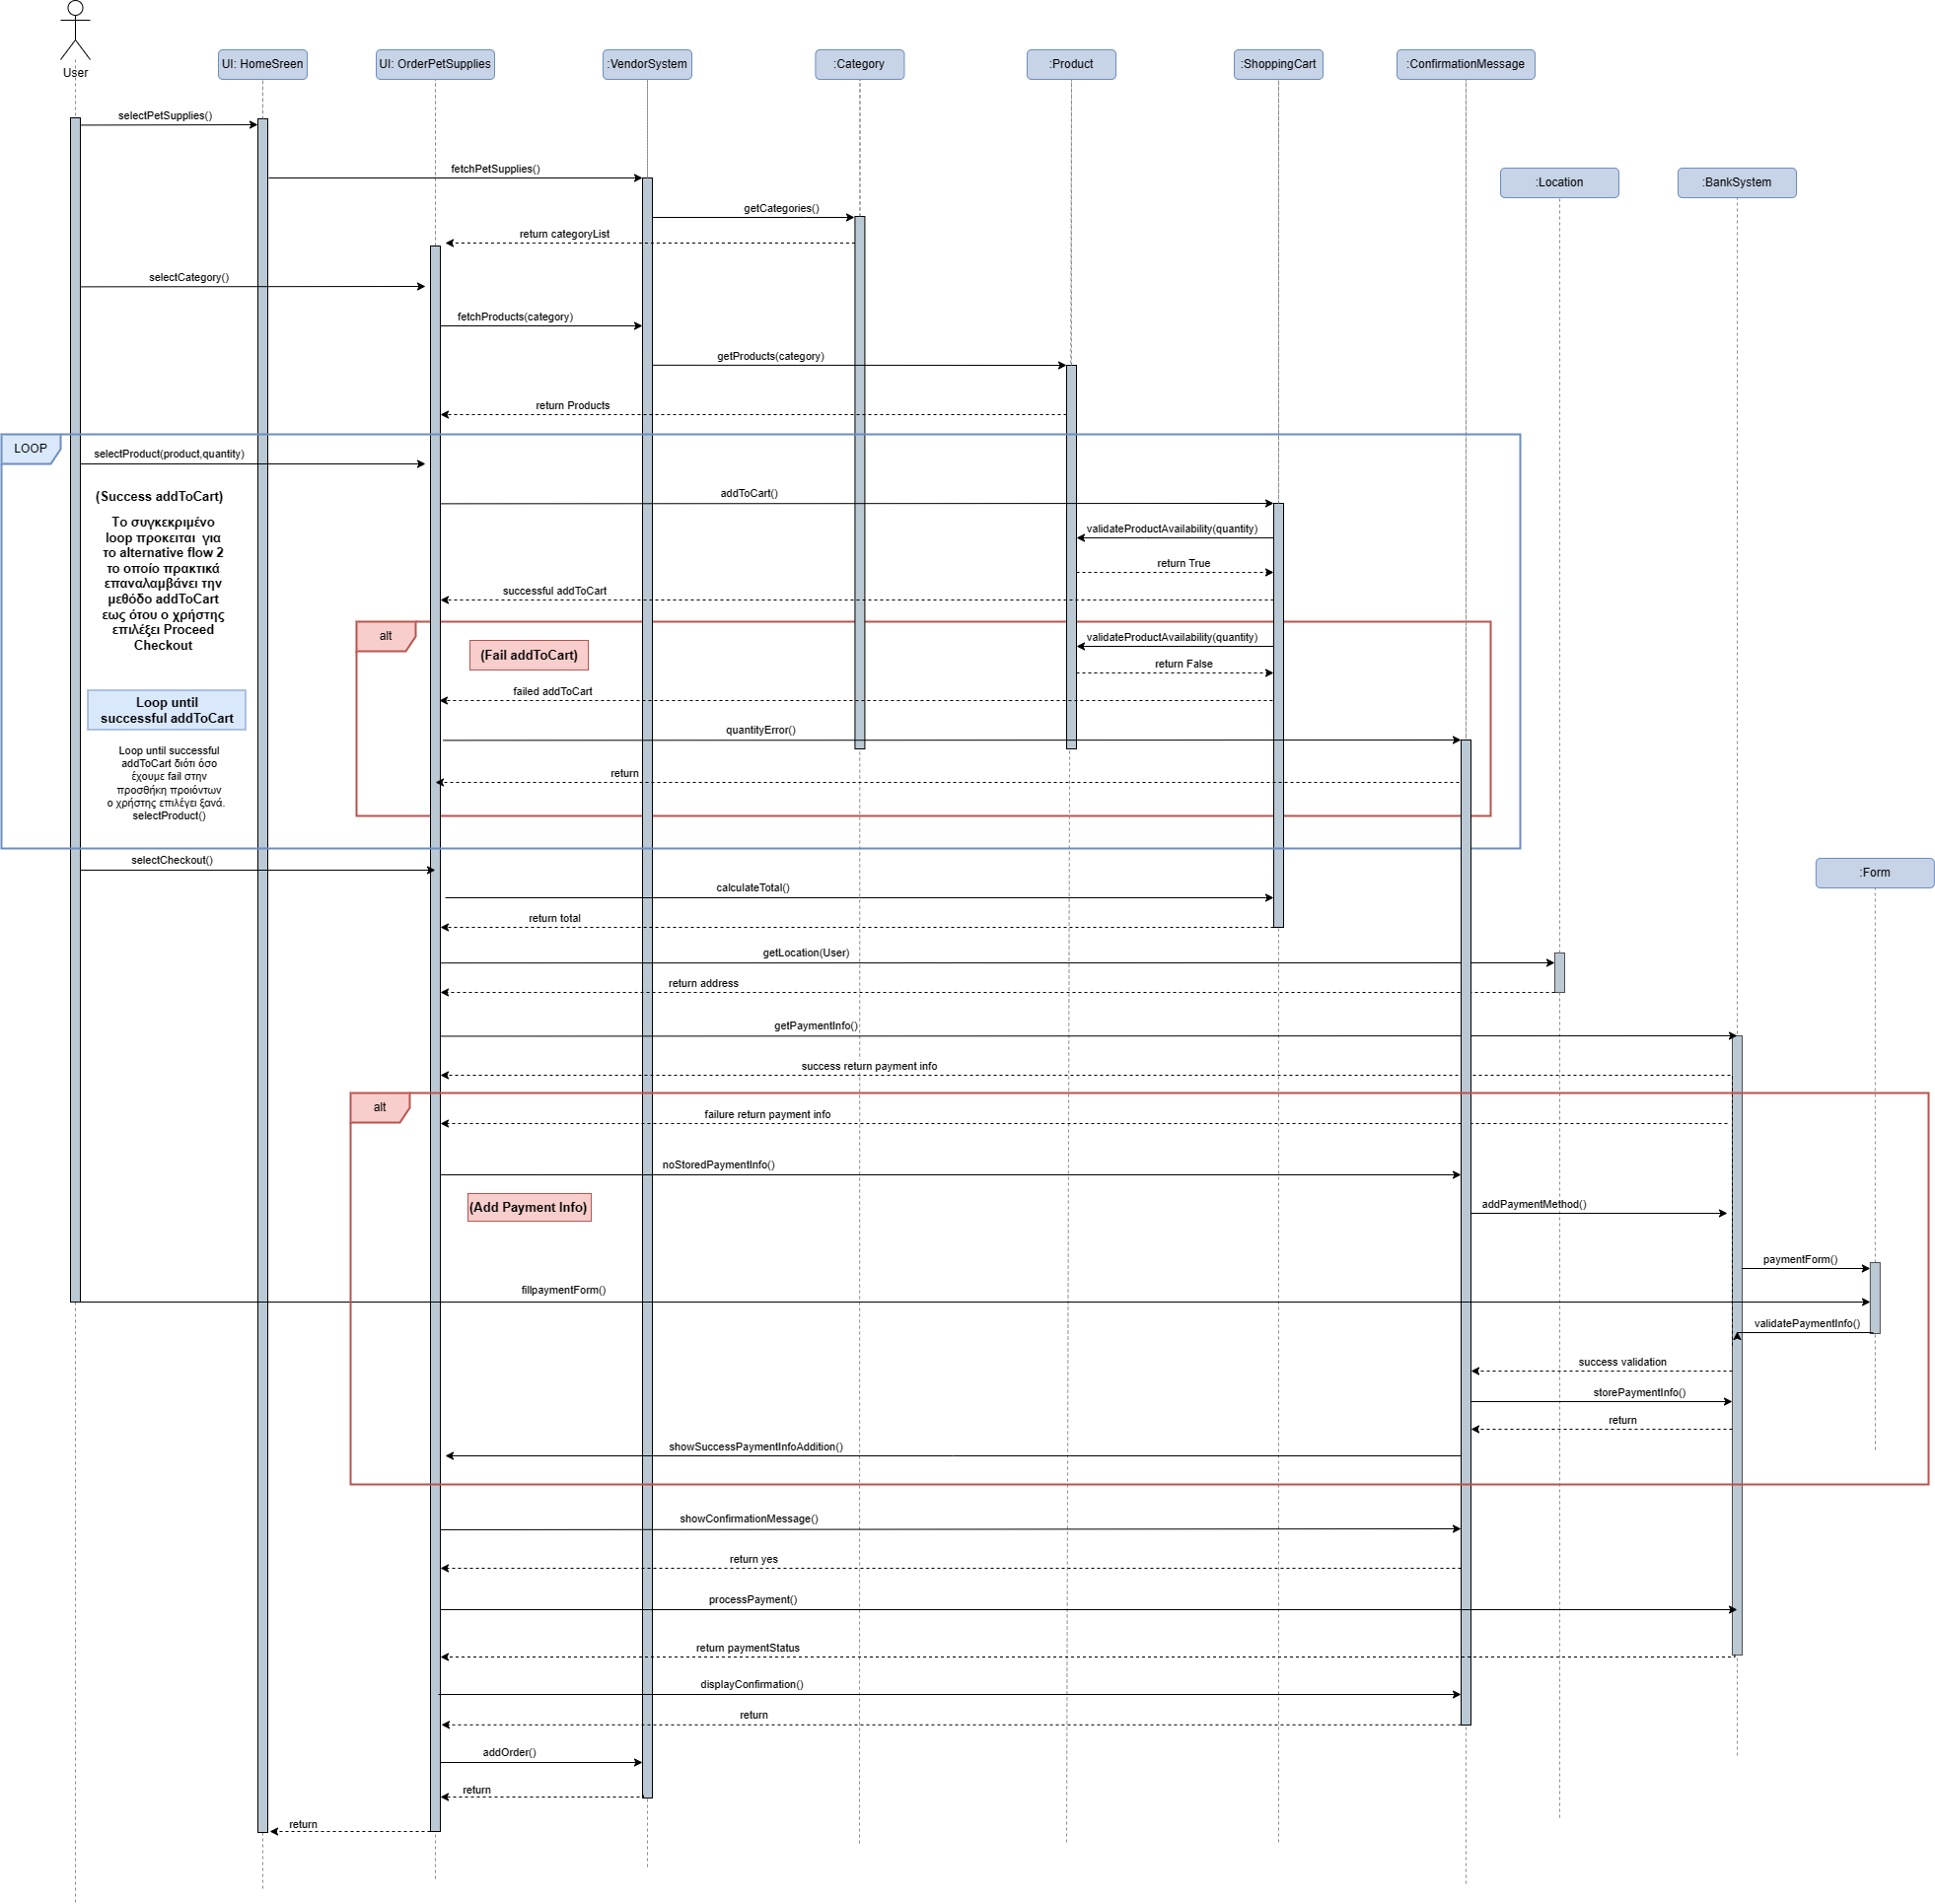 User
UI: HomeSreen
UI: OrderPetSupplies
:VendorSystem
:Category
:Product
:ShoppingCart
:ConfirmationMessage
selectPetSupplies()
fetchPetSupplies()
:Location
:BankSystem
getCategories()
return categoryList
selectCategory()
fetchProducts(category)
getProducts(category)
return Products
LOOP
selectProduct(product,quantity)
(Success addToCart)
addToCart()
Το συγκεκριμένο
loop προκειται για
το alternative flow 2
το οποίο πρακτικά
επαναλαμβάνει την
μεθόδο addToCart
εως ότου ο χρήστης
επιλέξει Proceed
Checkout
validateProductAvailability(quantity)
return True
successful addToCart
alt
(Fail addToCart)
validateProductAvailability(quantity)
return False
failed addToCart
Loop until
successful addToCart
quantityError()
Loop until successful
addToCart διότι όσο
έχουμε fail στην
προσθήκη προιόντων
ο χρήστης επιλέγει ξανά.
selectProduct()
return
selectCheckout()
:Form
calculateTotal()
return total
getLocation(User)
return address
getPaymentInfo()
success return payment info
alt
failure return payment info
noStoredPaymentInfo()
(Add Payment Info)
addPaymentMethod()
paymentForm()
fillpaymentForm()
validatePaymentInfo()
success validation
storePaymentInfo()
return
showSuccessPaymentInfoAddition()
showConfirmationMessage()
return yes
processPayment()
return paymentStatus
displayConfirmation()
return
addOrder()
return
return